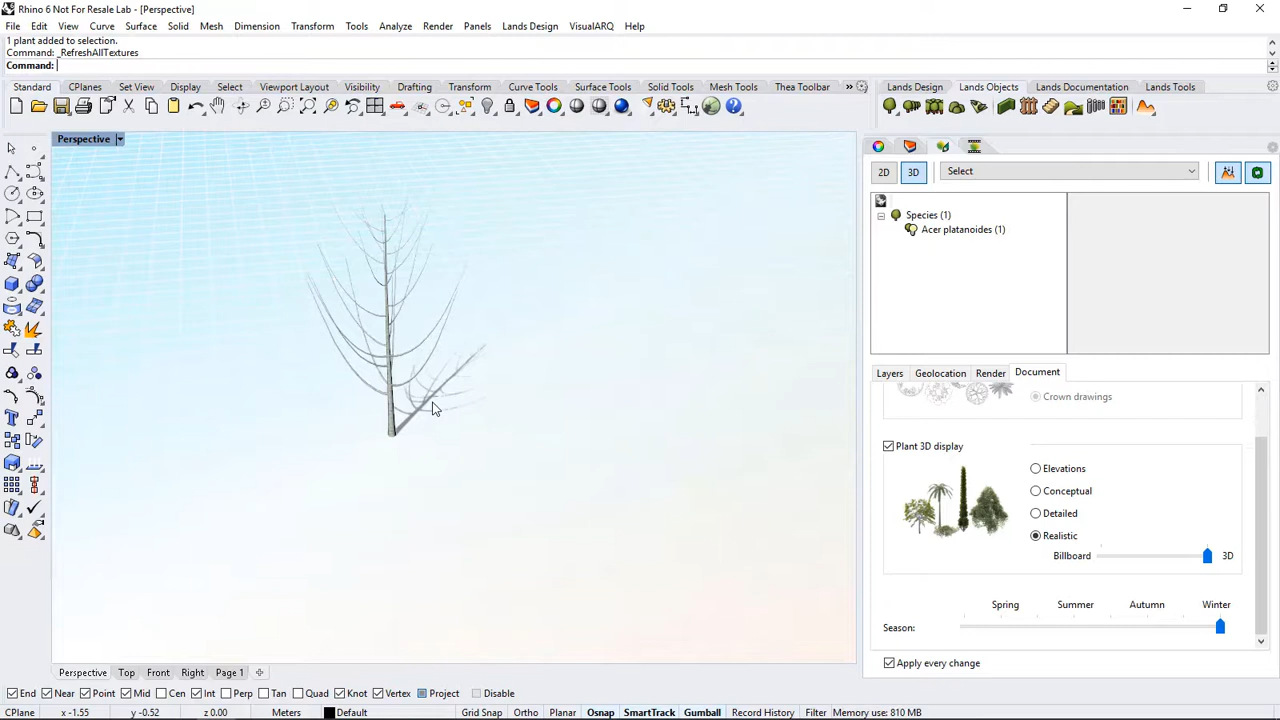 Rhino 6 Not For Resale Lab - [Perspective]
File Edit View Curve Surface Solid Mesh Dimension Transform Tools Analyze Render Panels Lands Design VisualARQ Help
1 plant added to selection.
Command: _RefreshAllTextures
Command:
Standard CPlanes Set View Display Select Viewport Layout Visibility Drafting Transform Curve Tools Surface Tools Solid Tools Mesh Tools Thea Toolbar » Lands Design Lands Objects Lands Documentation Lands Tools
Perspective
2D 3D Select
Species (1)
Acer platanoides (1)
Layers Geolocation Render Document
Crown drawings
Plant 3D display
Elevations
Conceptual
Detailed
Realistic
Billboard 3D
Spring Summer Autumn Winter
Season:
Apply every change
Perspective Top Front Right Page 1
End Near Point Mid Cen Int Perp Tan Quad Knot Vertex Project Disable
CPlane x -1.55 y -0.52 z 0.00 Meters Default Grid Snap Ortho Planar Osnap SmartTrack Gumball Record History Filter Memory use: 810 MB